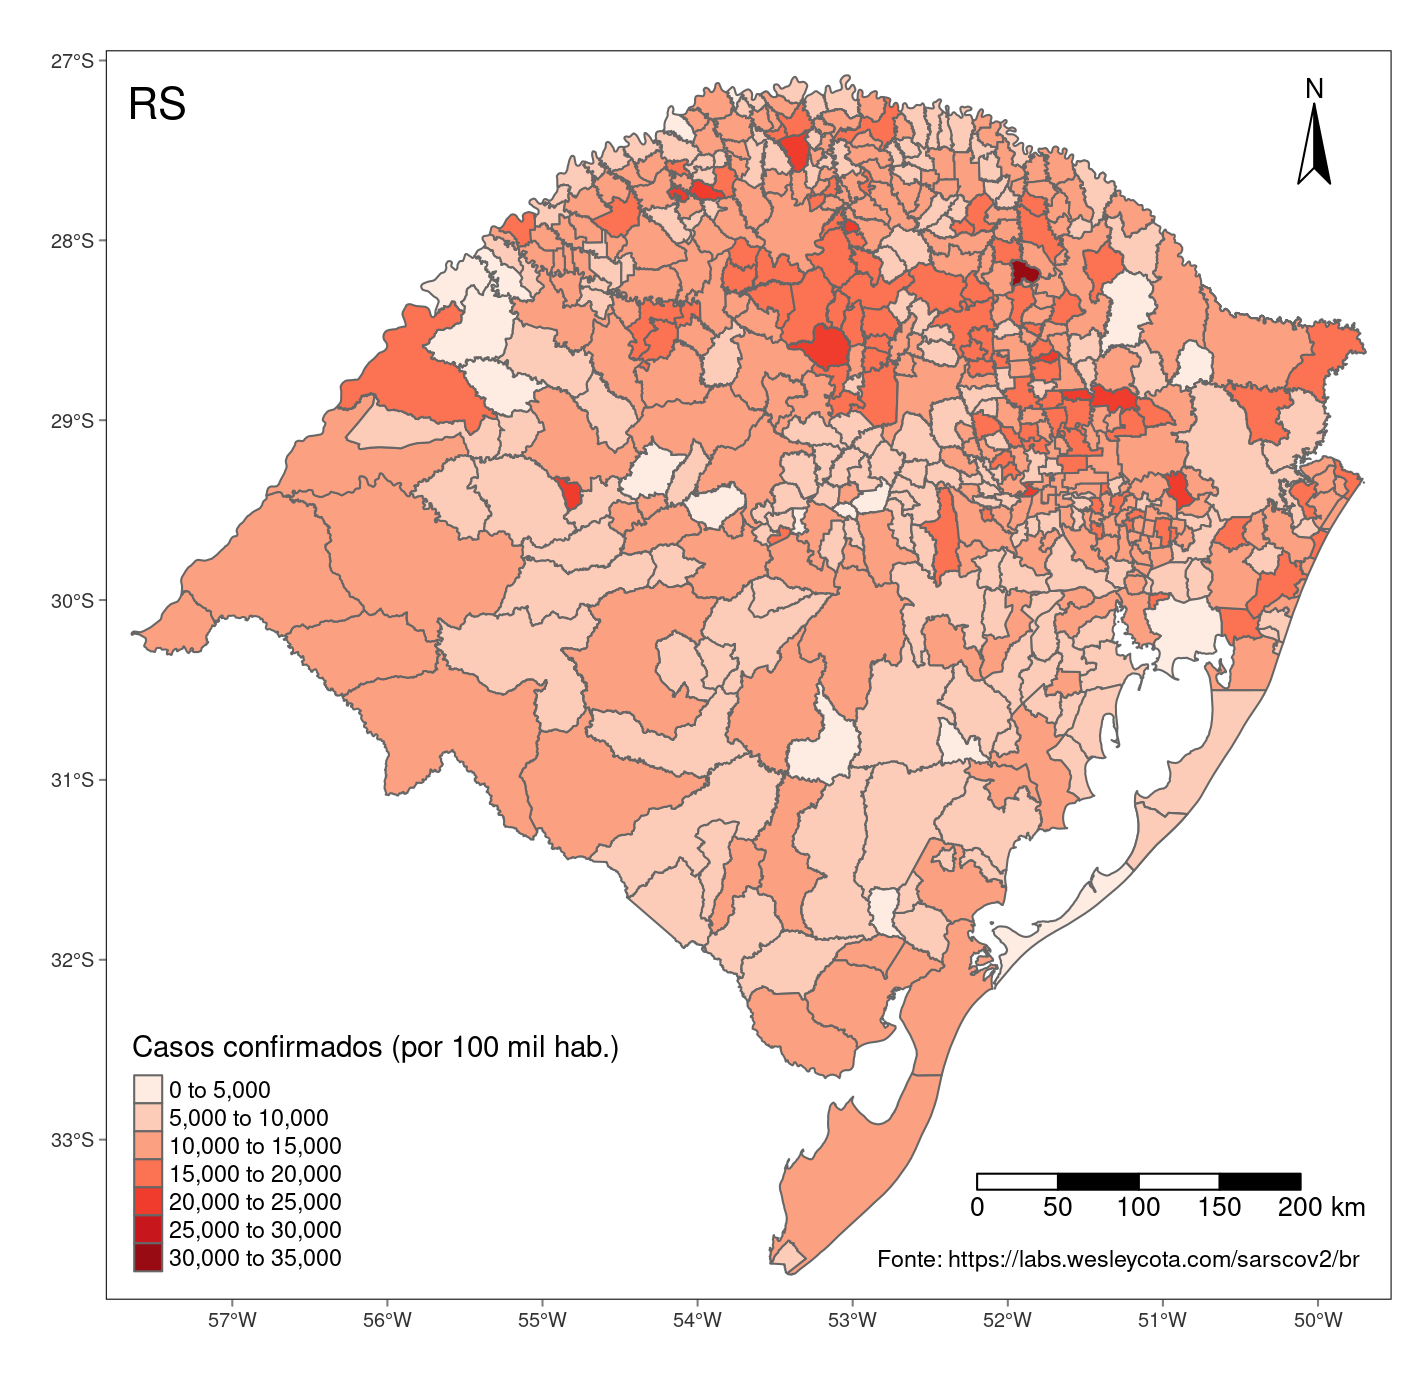 27°S
RS
N
28°S
29°S
30°S
31°S
32°S
33°S
Casos confirmados (por 100 mil hab.)
0 to 5,000
5,000 to 10,000
10,000 to 15,000
15,000 to 20,000
20,000 to 25,000
25,000 to 30,000
30,000 to 35,000
0 50 100 150 200 km
Fonte: https://labs.wesleycota.com/sarscov2/br
57°W 56°W 55°W 54°W 53°W 52°W 51°W 50°W